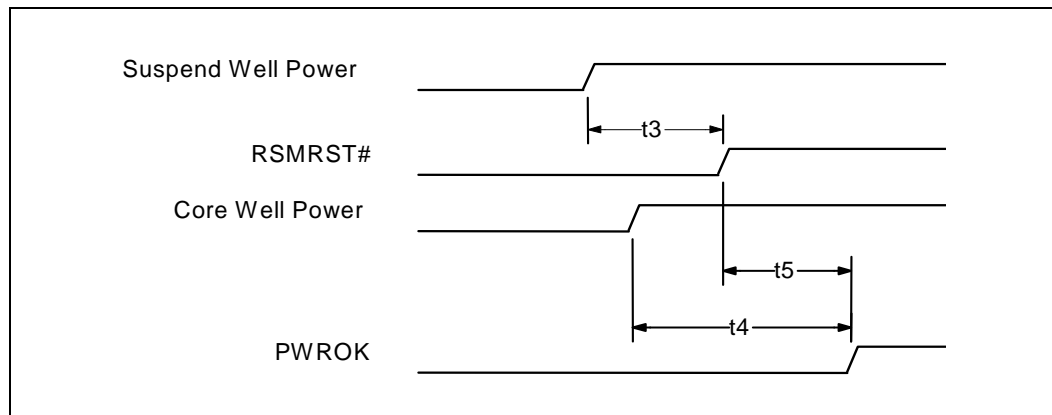 Suspend Well Power
t3
RSMRST#
Core Well Power
t5
t4
PWROK